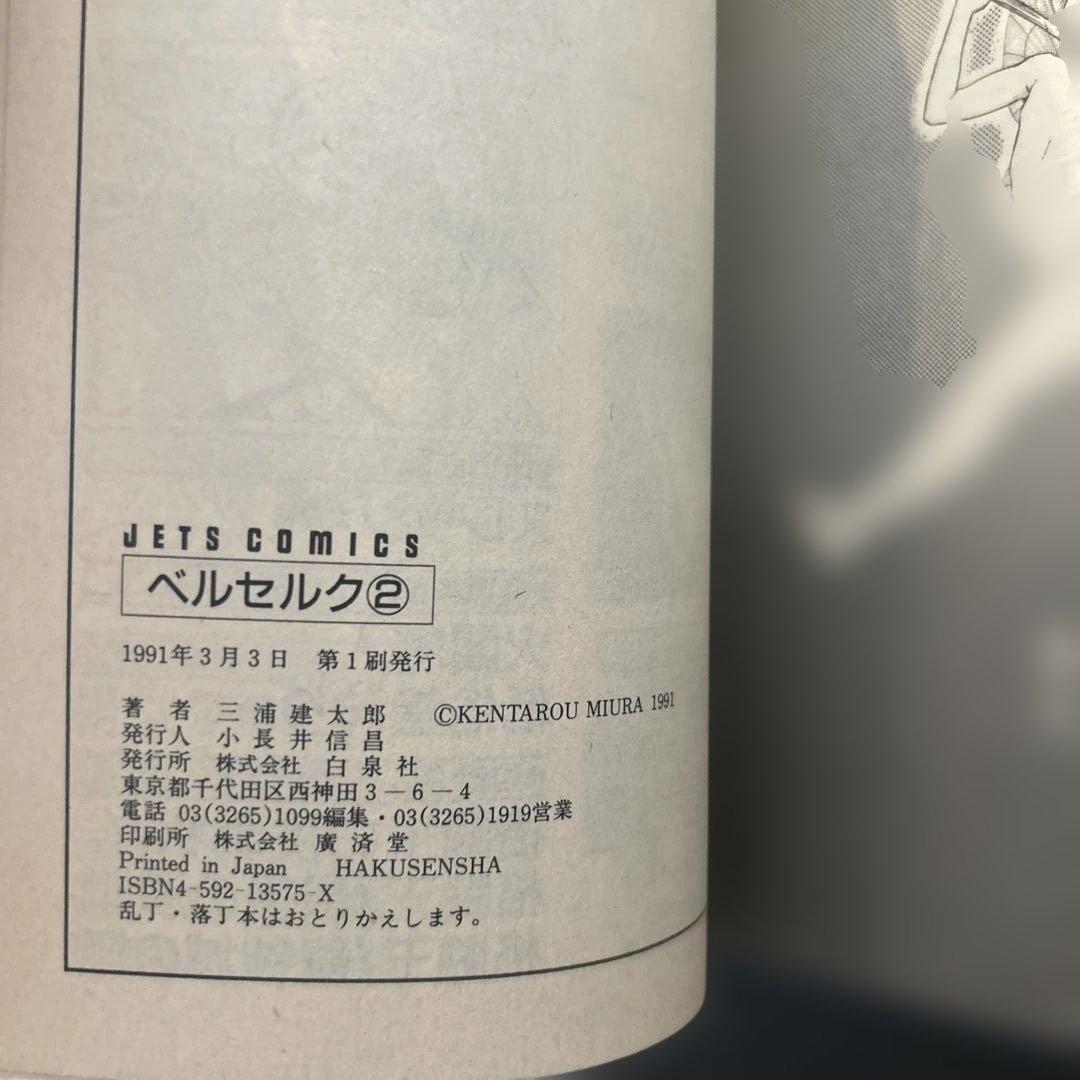 JETS COMICS
ベルセルク②
1991年3月3日 第1刷発行
著者 三浦建太郎 ©KENTAROU MIURA 1991
発行人 小長井信昌
発行所 株式会社 白泉社
東京都千代田区西神田3－6－4
電話 03(3265)1099編集・03(3265)1919営業
印刷所 株式会社 廣済堂
Printed in Japan HAKUSENSHA
ISBN4-592-13575-X
乱丁・落丁本はおとりかえします。